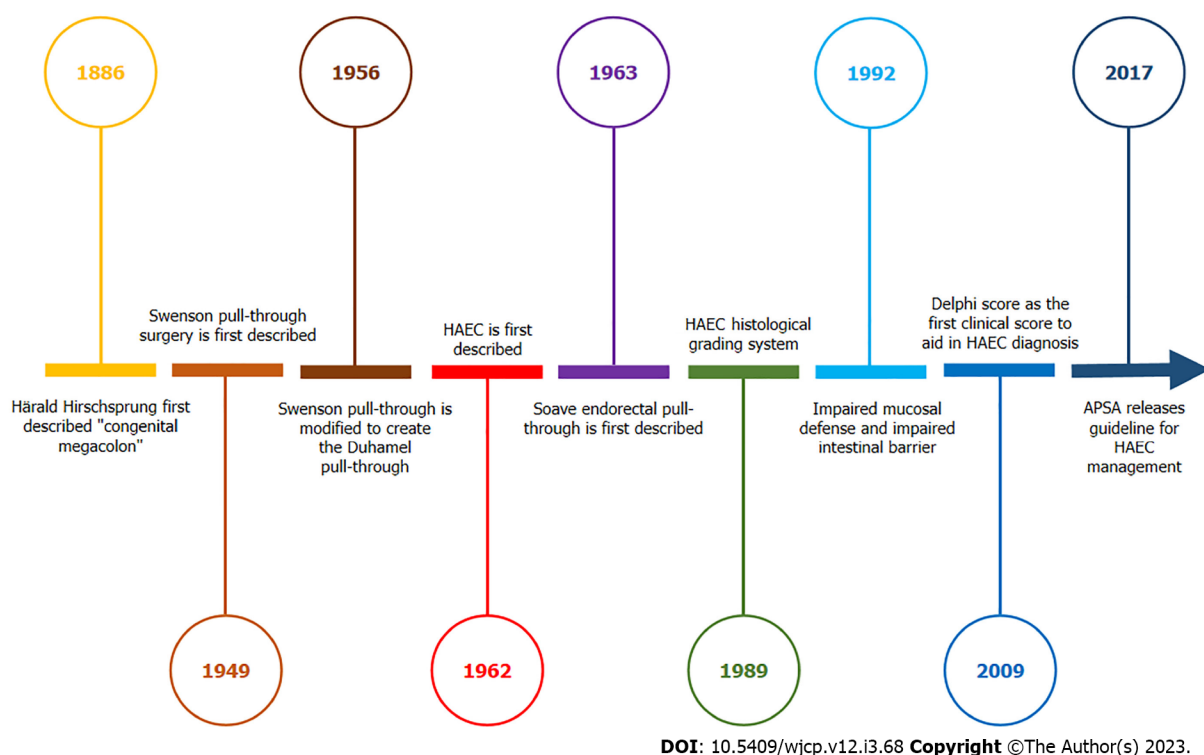 1886
1956
1963
1992
2017
Swenson pull-through
surgery is first described
HAEC is first
described
HAEC histological
grading system
Delphi score as the
first clinical score to
aid in HAEC diagnosis
Härald Hirschsprung first
described "congenital
megacolon"
Swenson pull-through is
modified to create
the Duhamel
pull-through
Soave endorectal pull-
through is first described
Impaired mucosal
defense and impaired
intestinal barrier
APSA releases
guideline for
HAEC
management
1949
1962
1989
2009
DOI: 10.5409/wjcp.v12.i3.68 Copyright ©The Author(s) 2023.